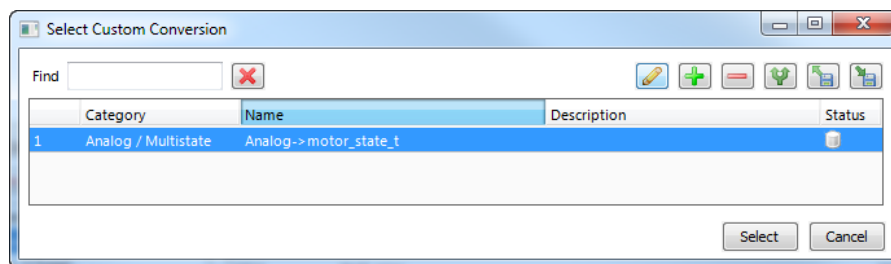 Select Custom Conversion
Find
Category Name Description Status
1 Analog / Multistate Analog->motor_state_t
Select Cancel